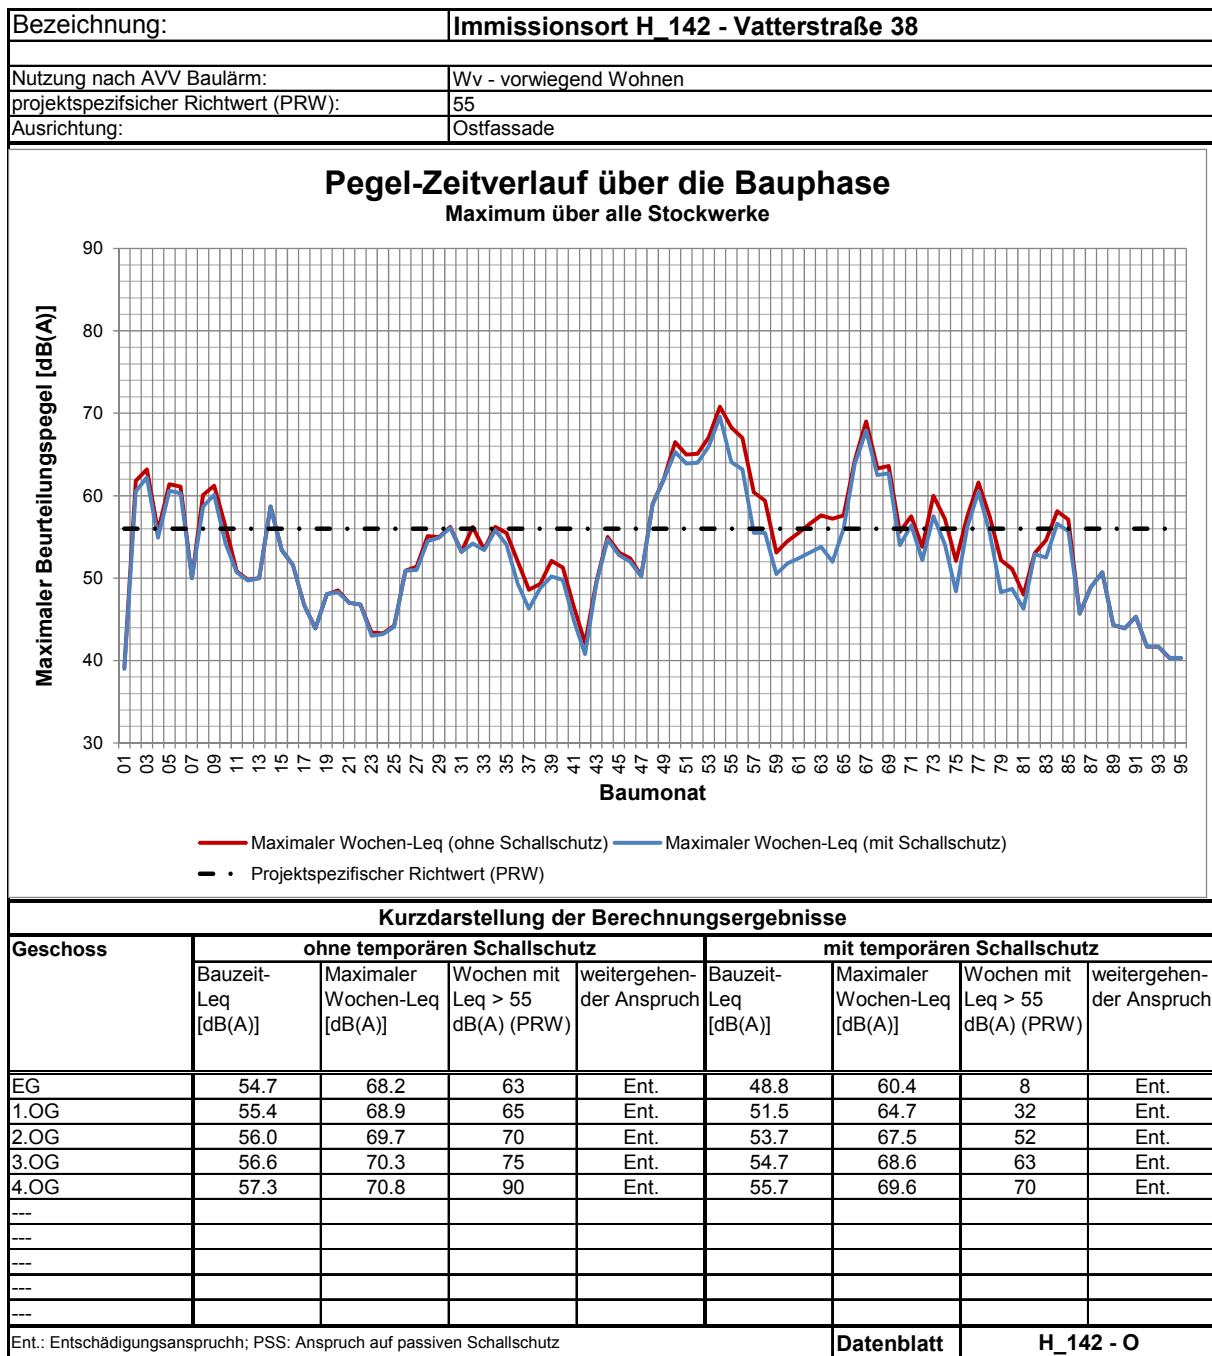 Bezeichnung: Immissionsort H_142 - Vatterstraße 38
Nutzung nach AVV Baulärm: Wv - vorwiegend Wohnen
projektspezifsicher Richtwert (PRW): 55
Ausrichtung: Ostfassade
Pegel-Zeitverlauf über die Bauphase
Maximum über alle Stockwerke
Maximaler Beurteilungspegel [dB(A)]
90
80
70
60
50
40
30
01 03 05 07 09 11 13 15 17 19 21 23 25 27 29 31 33 35 37 39 41 43 45 47 49 51 53 55 57 59 61 63 65 67 69 71 73 75 77 79 81 83 85 87 89 91 93 95
Baumonat
Maximaler Wochen-Leq (ohne Schallschutz) Maximaler Wochen-Leq (mit Schallschutz)
Projektspezifischer Richtwert (PRW)
Kurzdarstellung der Berechnungsergebnisse
Geschoss ohne temporären Schallschutz mit temporären Schallschutz
Bauzeit- Maximaler Wochen mit weitergehen- Bauzeit- Maximaler Wochen mit weitergehen-
Leq Wochen-Leq Leq > 55 der Anspruch Leq Wochen-Leq Leq > 55 der Anspruch
[dB(A)] [dB(A)] dB(A) (PRW) [dB(A)] [dB(A)] dB(A) (PRW)
EG 54.7 68.2 63 Ent. 48.8 60.4 8 Ent.
1.OG 55.4 68.9 65 Ent. 51.5 64.7 32 Ent.
2.OG 56.0 69.7 70 Ent. 53.7 67.5 52 Ent.
3.OG 56.6 70.3 75 Ent. 54.7 68.6 63 Ent.
4.OG 57.3 70.8 90 Ent. 55.7 69.6 70 Ent.
---
---
---
---
---
Ent.: Entschädigungsanspruchh; PSS: Anspruch auf passiven Schallschutz Datenblatt H_142 - O